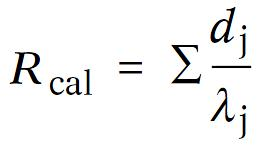 R_cal = Σ d_j / λ_j